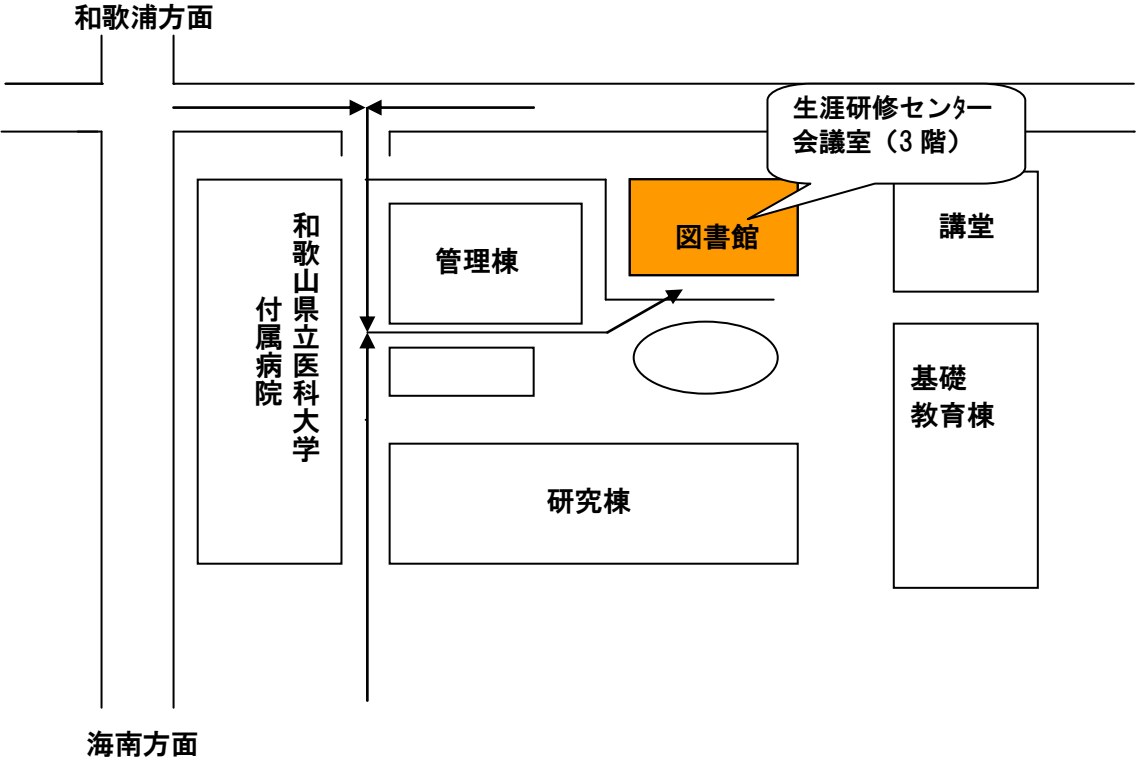 和歌浦方面
生涯研修センター
会議室（3階）
図書館
講堂
管理棟
和歌山県立医科大学
付属病院
基礎
教育棟
研究棟
海南方面